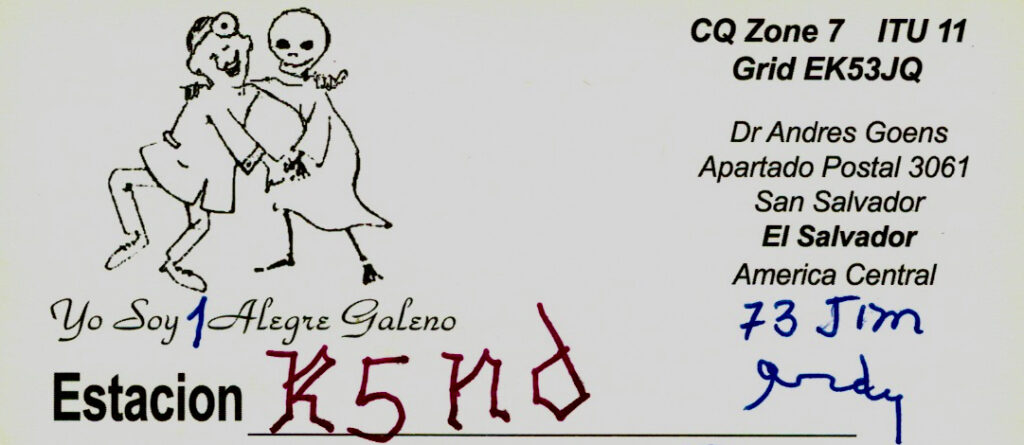 CQ Zone 7 ITU 11
Grid EK53JQ
Dr Andres Goens
Apartado Postal 3061
San Salvador
El Salvador
America Central
Yo Soy 1 Alegre Galeno
73 Jim
Andy
Estacion K5Nd